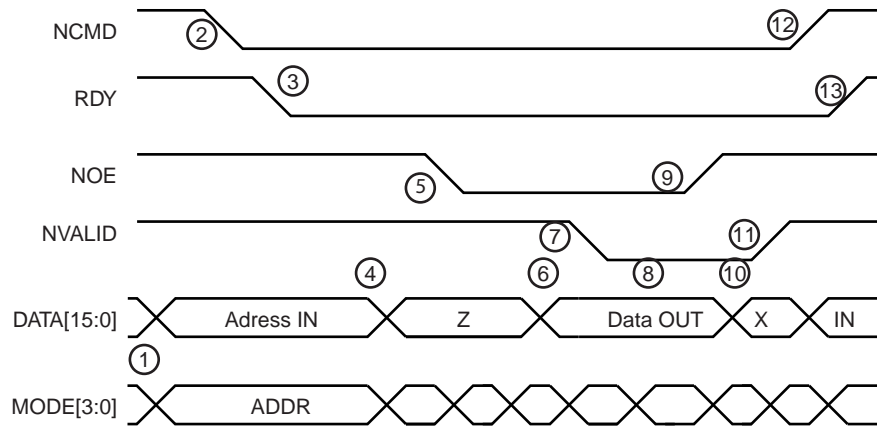 NCMD 2 12
RDY 3 13
NOE 5 9
NVALID 7 11
4 6 8 10
DATA[15:0] Adress IN Z Data OUT X IN
1
MODE[3:0] ADDR